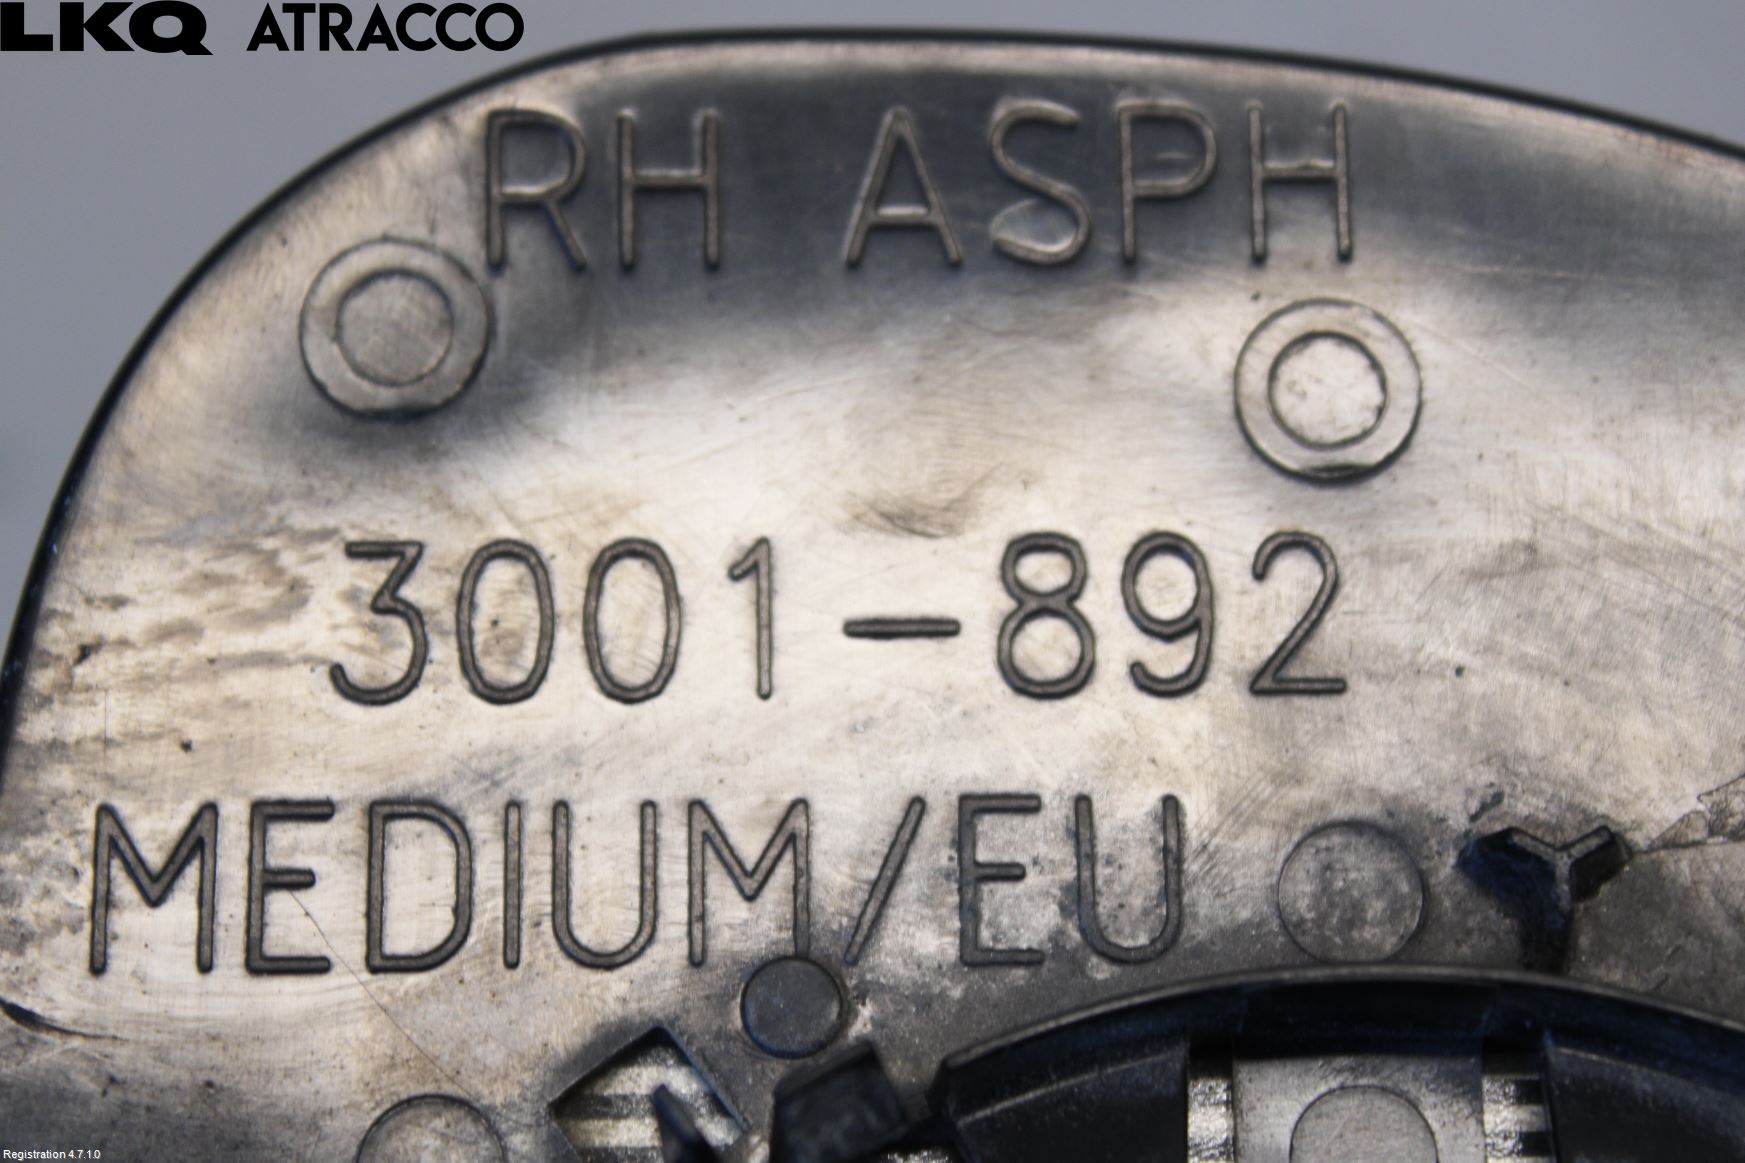 LKQ ATRACCO
RH ASPH
3001-892
MEDIUM/EU
Registration 4.7.1.0